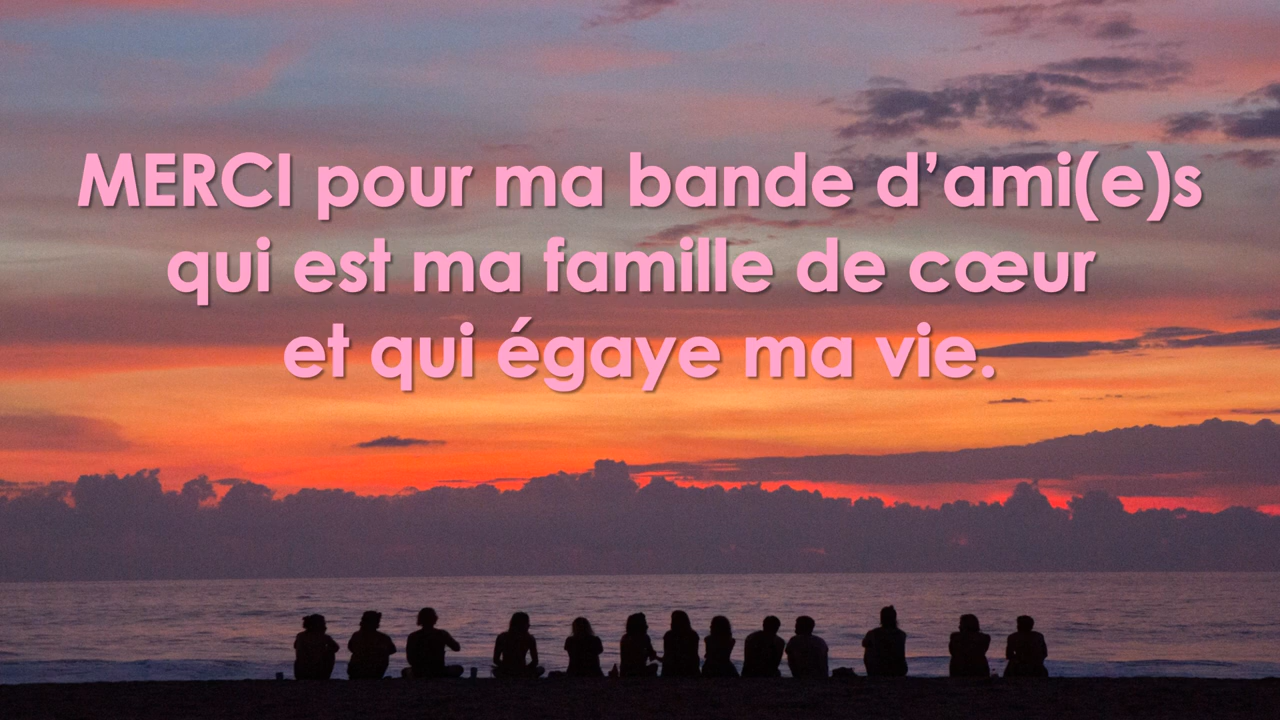 MERCI pour ma bande d’ami(e)s
qui est ma famille de cœur
et qui égaye ma vie.